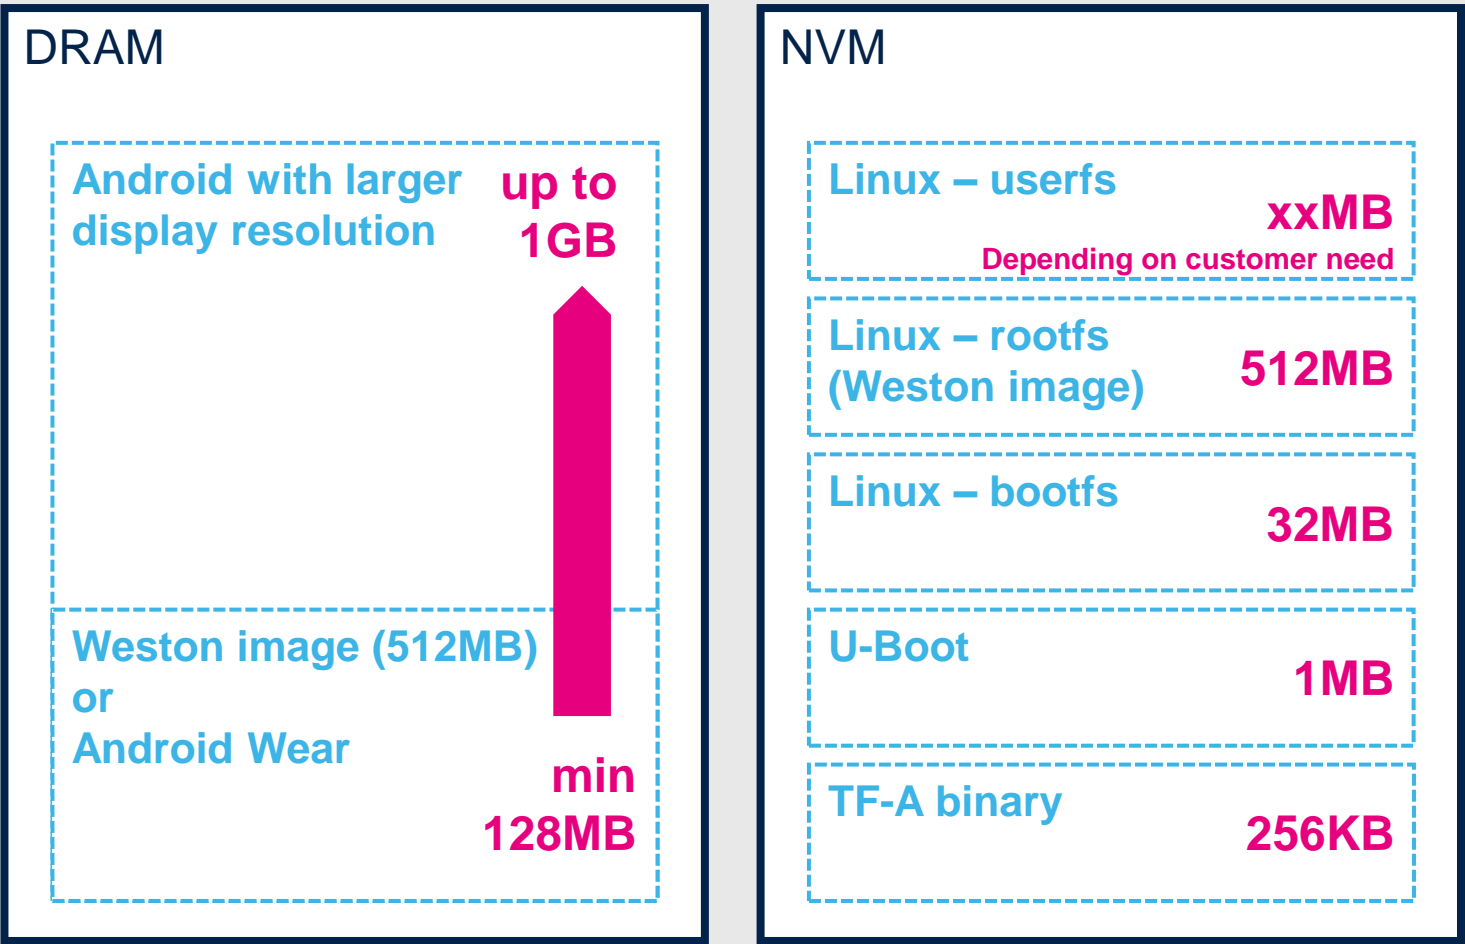 DRAM
Android with larger
display resolution
up to
1GB
Weston image (512MB)
or
Android Wear
min
128MB
NVM
Linux – userfs
xxMB
Depending on customer need
Linux – rootfs
(Weston image)
512MB
Linux – bootfs
32MB
U-Boot
1MB
TF-A binary
256KB